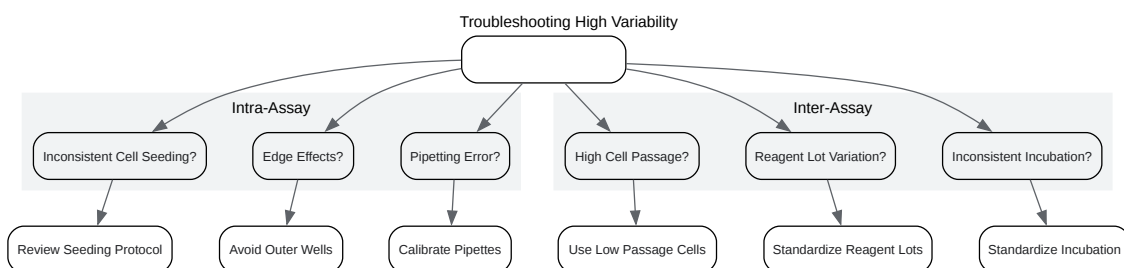 Troubleshooting High Variability
Intra-Assay
Inter-Assay
Inconsistent Cell Seeding?
Edge Effects?
Pipetting Error?
High Cell Passage?
Reagent Lot Variation?
Inconsistent Incubation?
Review Seeding Protocol
Avoid Outer Wells
Calibrate Pipettes
Use Low Passage Cells
Standardize Reagent Lots
Standardize Incubation